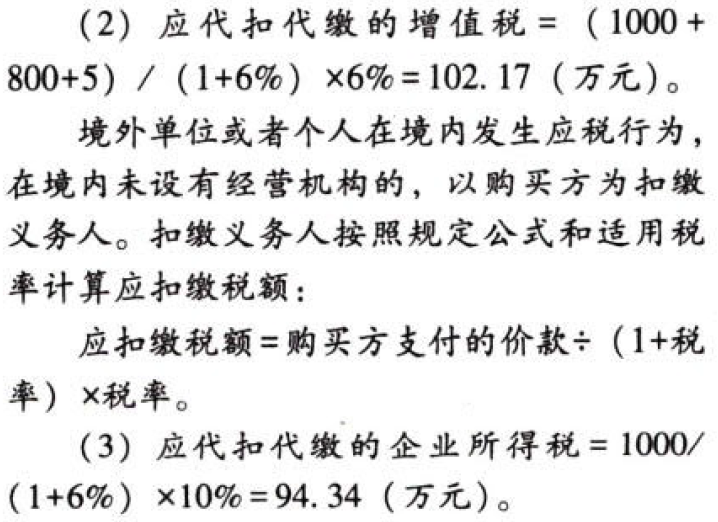 (2) 应代扣代缴的增值税 = (1000 +
800+5) / (1+6%) ×6% = 102.17 (万元)。
境外单位或者个人在境内发生应税行为,
在境内未设有经营机构的, 以购买方为扣缴
义务人。扣缴义务人按照规定公式和适用税
率计算应扣缴税额:
应扣缴税额=购买方支付的价款÷ (1+税
率) ×税率。
(3) 应代扣代缴的企业所得税 = 1000/
(1+6%) ×10% = 94.34 (万元)。